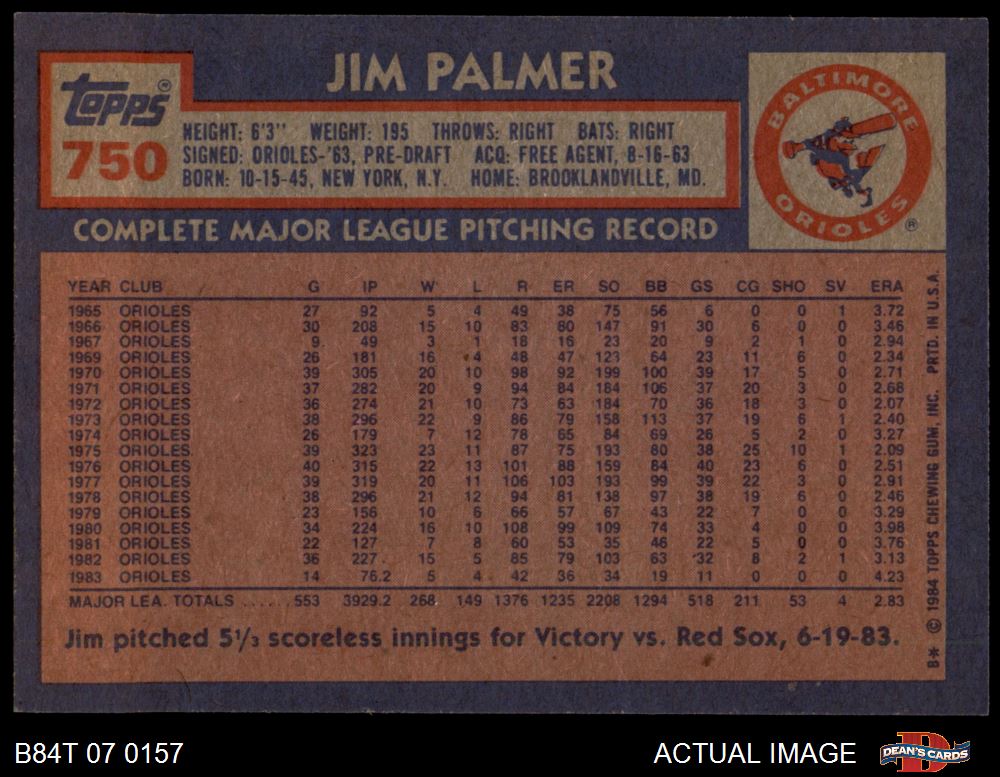 JIM PALMER
Topps®
750
HEIGHT: 6'3" WEIGHT: 195 THROWS: RIGHT BATS: RIGHT
SIGNED: ORIOLES-'63, PRE-DRAFT ACQ: FREE AGENT, 8-16-63
BORN: 10-15-45, NEW YORK, N.Y. HOME: BROOKLANDVILLE, MD.
BALTIMORE
ORIOLES ®
COMPLETE MAJOR LEAGUE PITCHING RECORD
YEAR CLUB G IP W L R ER SO BB GS CG SHO SV ERA
1965 ORIOLES 27 92 5 4 49 38 75 56 6 0 0 1 3.72
1966 ORIOLES 30 208 15 10 83 80 147 91 30 6 0 0 3.46
1967 ORIOLES 9 49 3 1 18 16 23 20 9 2 1 0 2.94
1969 ORIOLES 26 181 16 4 48 47 123 64 23 11 6 0 2.34
1970 ORIOLES 39 305 20 10 98 92 199 100 39 17 5 0 2.71
1971 ORIOLES 37 282 20 9 94 84 184 106 37 20 3 0 2.68
1972 ORIOLES 36 274 21 10 73 63 184 70 36 18 3 0 2.07
1973 ORIOLES 38 296 22 9 86 79 158 113 37 19 6 1 2.40
1974 ORIOLES 26 179 7 12 78 65 84 69 26 5 2 0 3.27
1975 ORIOLES 39 323 23 11 87 75 193 80 38 25 10 1 2.09
1976 ORIOLES 40 315 22 13 101 88 159 84 40 23 6 0 2.51
1977 ORIOLES 39 319 20 11 106 103 193 99 39 22 3 0 2.91
1978 ORIOLES 38 296 21 12 94 81 138 97 38 19 6 0 2.46
1979 ORIOLES 23 156 10 6 66 57 67 43 22 7 0 0 3.29
1980 ORIOLES 34 224 16 10 108 99 109 74 33 4 0 0 3.98
1981 ORIOLES 22 127 7 8 60 53 35 46 22 5 0 0 3.76
1982 ORIOLES 36 227 15 5 85 79 103 63 32 8 2 1 3.13
1983 ORIOLES 14 76.2 5 4 42 36 34 19 11 0 0 0 4.23
MAJOR LEA. TOTALS ...... 553 3929.2 268 149 1376 1235 2208 1294 518 211 53 4 2.83
Jim pitched 5⅓ scoreless innings for Victory vs. Red Sox, 6-19-83.
B* © 1984 TOPPS CHEWING GUM, INC. PRTD. IN U.S.A.
B84T 07 0157
ACTUAL IMAGE
DEAN'S CARDS